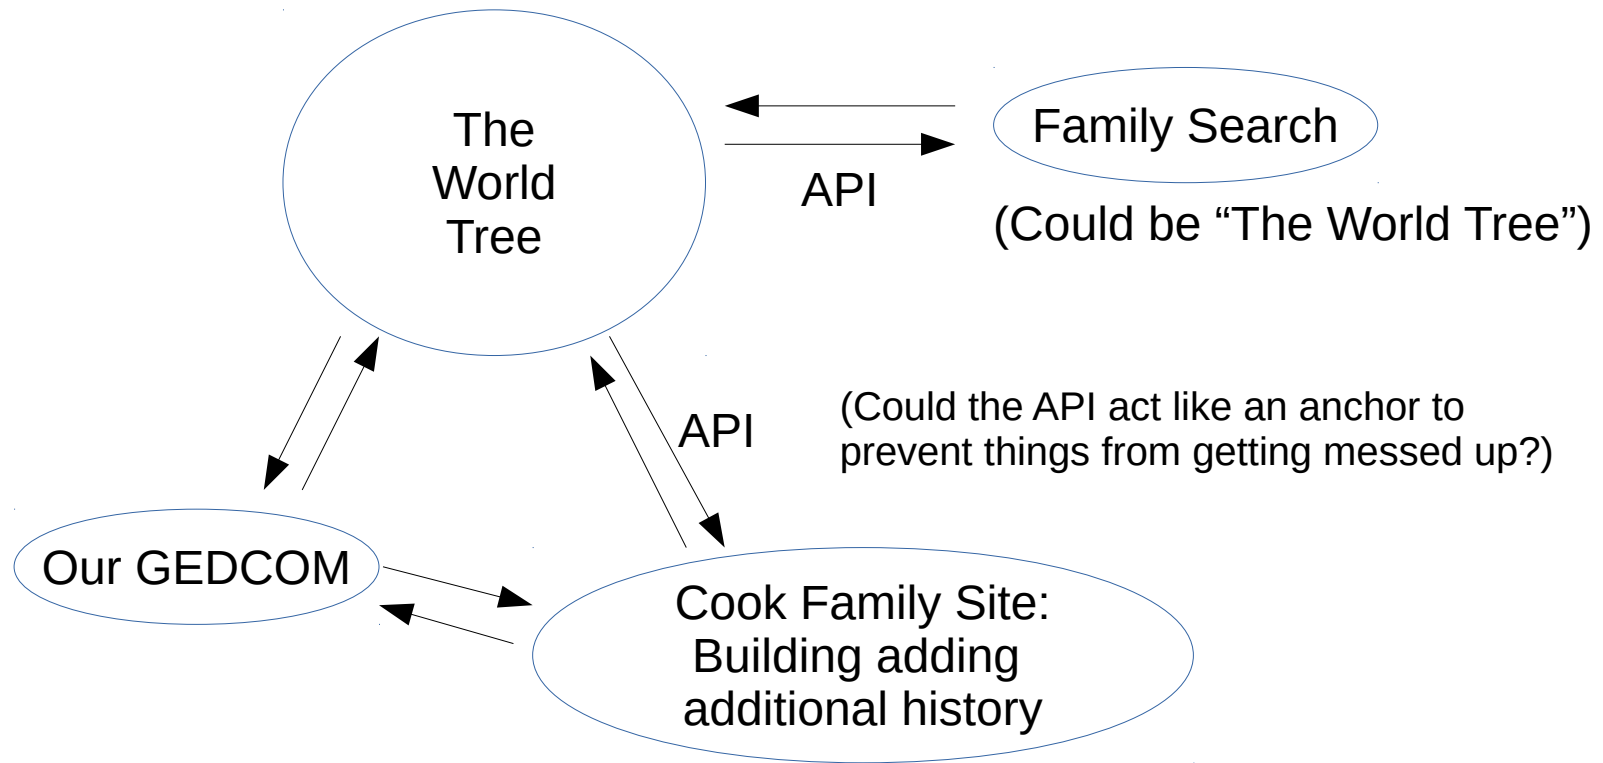 The
World
Tree
Family Search
API
(Could be “The World Tree”)
API
(Could the API act like an anchor to
prevent things from getting messed up?)
Our GEDCOM
Cook Family Site:
Building adding
additional history